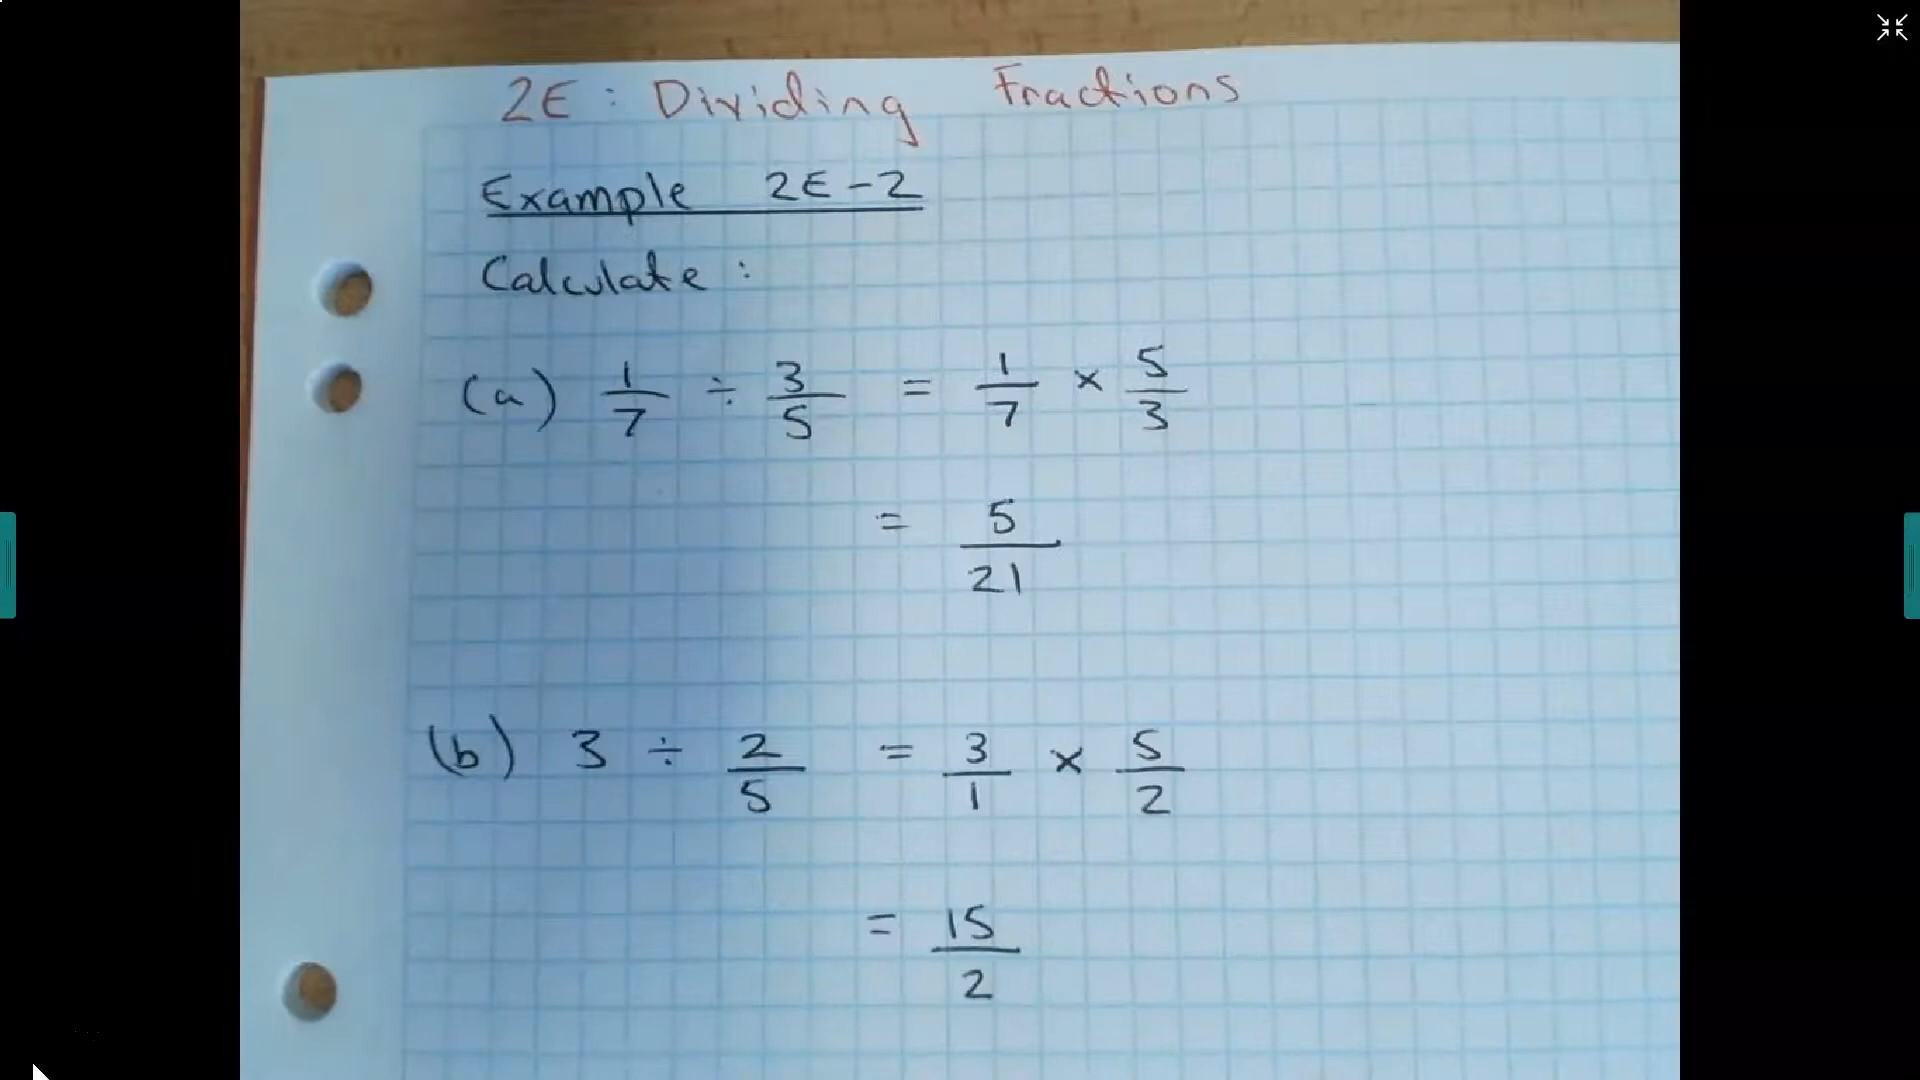 2E: Dividing Fractions
Example 2E-2
Calculate:
(a) 1/7 ÷ 3/5 = 1/7 × 5/3
= 5/21
(b) 3 ÷ 2/5 = 3/1 × 5/2
= 15/2